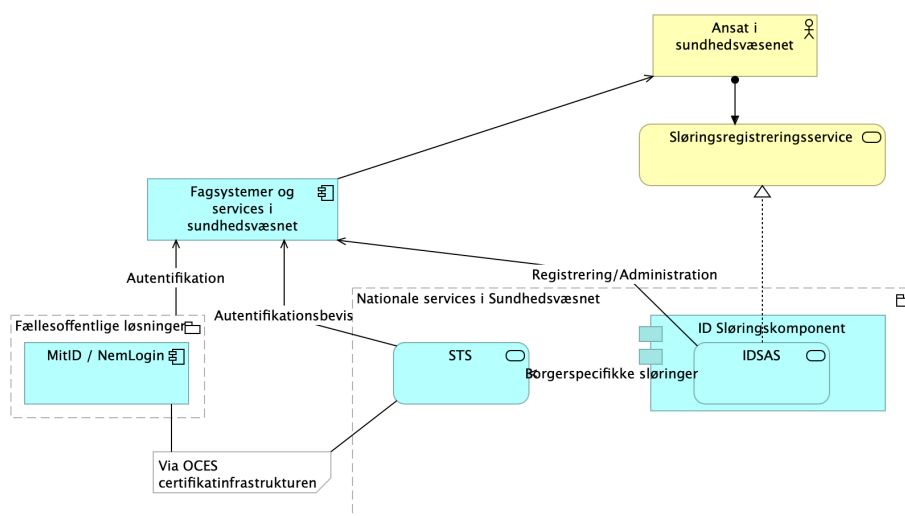 Ansat i
sundhedsvæsenet
Sløringsregistreringsservice
Fagsystemer og
services i
sundhedsvæsnet
Autentifikation
Registrering/Administration
Nationale services i Sundhedsvæsnet
Autentifikationsbevis
Fællesoffentlige løsninger
ID Sløringskomponent
MitID / NemLogin
STS
IDSAS
Borgerspecifikke sløringer
Via OCES
certifikatinfrastrukturen